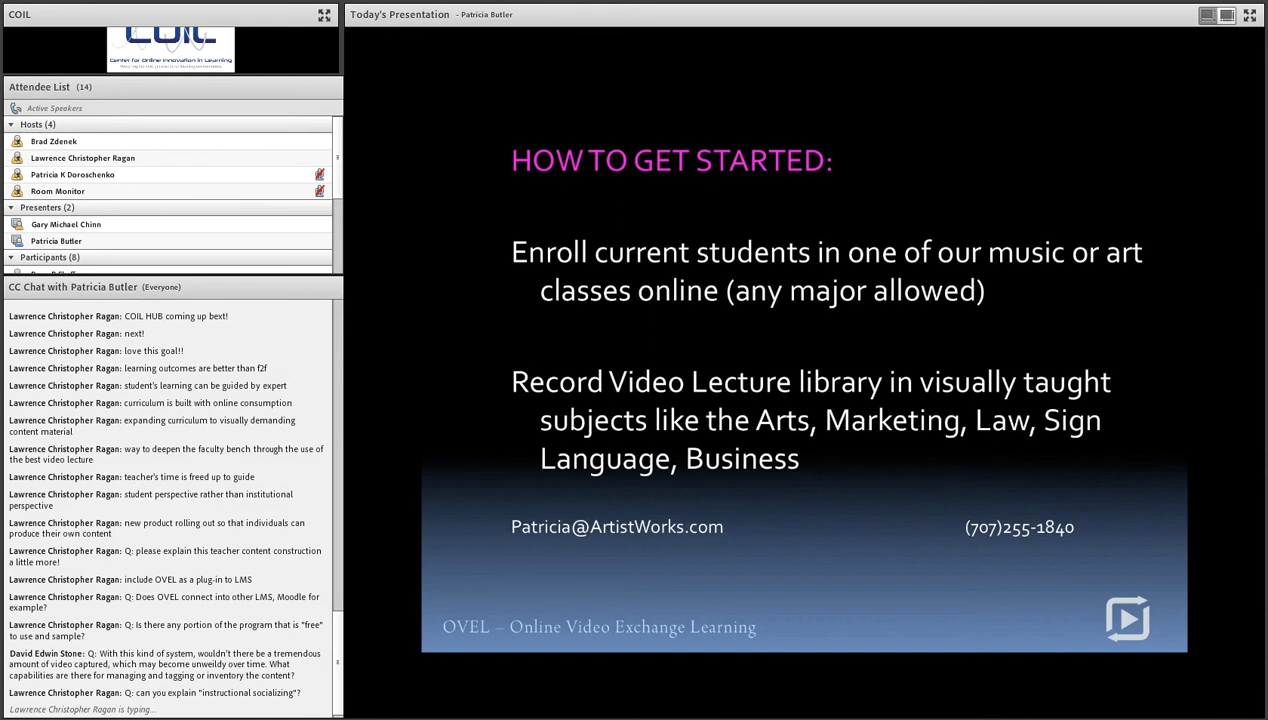 COIL
COIL
Center for Online Innovation in Learning
Attendee List (14)
Active Speakers
Hosts (4)
Brad Zdenek
Lawrence Christopher Ragan
Patricia K Doroschenko
Room Monitor
Presenters (2)
Gary Michael Chinn
Patricia Butler
Participants (8)
CC Chat with Patricia Butler (Everyone)
Lawrence Christopher Ragan: COIL HUB coming up bext!
Lawrence Christopher Ragan: next!
Lawrence Christopher Ragan: love this goal!!
Lawrence Christopher Ragan: learning outcomes are better than f2f
Lawrence Christopher Ragan: student's learning can be guided by expert
Lawrence Christopher Ragan: curriculum is built with online consumption
Lawrence Christopher Ragan: expanding curriculum to visually demanding
content material
Lawrence Christopher Ragan: way to deepen the faculty bench through the use of
the best video lecture
Lawrence Christopher Ragan: teacher's time is freed up to guide
Lawrence Christopher Ragan: student perspective rather than institutional
perspective
Lawrence Christopher Ragan: new product rolling out so that individuals can
produce their own content
Lawrence Christopher Ragan: Q: please explain this teacher content construction
a little more!
Lawrence Christopher Ragan: include OVEL as a plug-in to LMS
Lawrence Christopher Ragan: Q: Does OVEL connect into other LMS, Moodle for
example?
Lawrence Christopher Ragan: Q: Is there any portion of the program that is "free"
to use and sample?
David Edwin Stone: Q: With this kind of system, wouldn't there be a tremendous
amount of video captured, which may become unweildy over time. What
capabilities are there for managing and tagging or inventory the content?
Lawrence Christopher Ragan: Q: can you explain "instructional socializing"?
Lawrence Christopher Ragan is typing...
Today's Presentation - Patricia Butler
HOW TO GET STARTED:
Enroll current students in one of our music or art
classes online (any major allowed)
Record Video Lecture library in visually taught
subjects like the Arts, Marketing, Law, Sign
Language, Business
Patricia@ArtistWorks.com (707)255-1840
OVEL – Online Video Exchange Learning